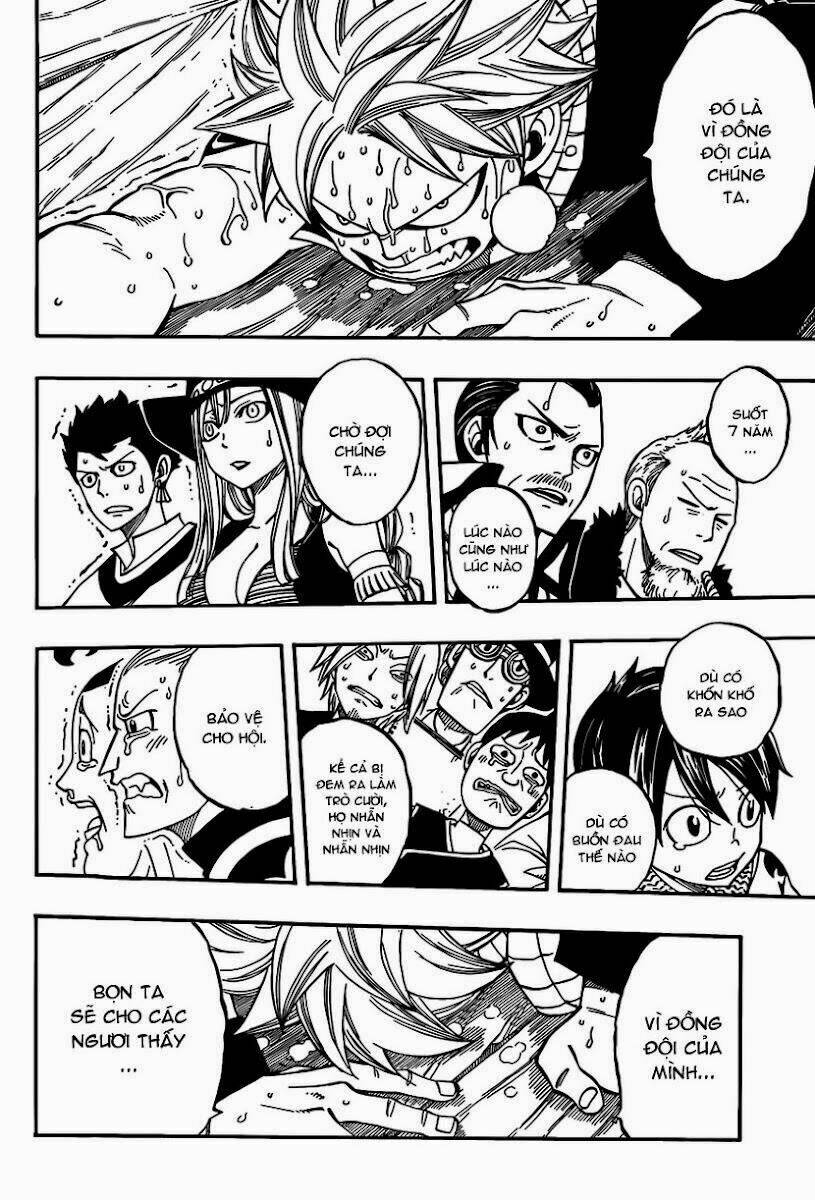 ĐÓ LÀ
VÌ ĐỒNG
ĐỘI CỦA
CHÚNG
TA.
SUỐT
7 NĂM
...
LÚC NÀO
CŨNG NHƯ
LÚC NÀO
...
CHỜ ĐỢI
CHÚNG
TA...
DÙ CÓ
KHỐN KHỔ
RA SAO
DÙ CÓ
BUỒN ĐAU
THẾ NÀO
KỂ CẢ BỊ
ĐEM RA LÀM
TRÒ CƯỜI,
HỌ NHẪN
NHỊN VÀ
NHẪN NHỊN
BẢO VỆ
CHO HỘI.
VÌ ĐỒNG
ĐỘI CỦA
MÌNH...
BỌN TA
SẼ CHO CÁC
NGƯƠI THẤY
...